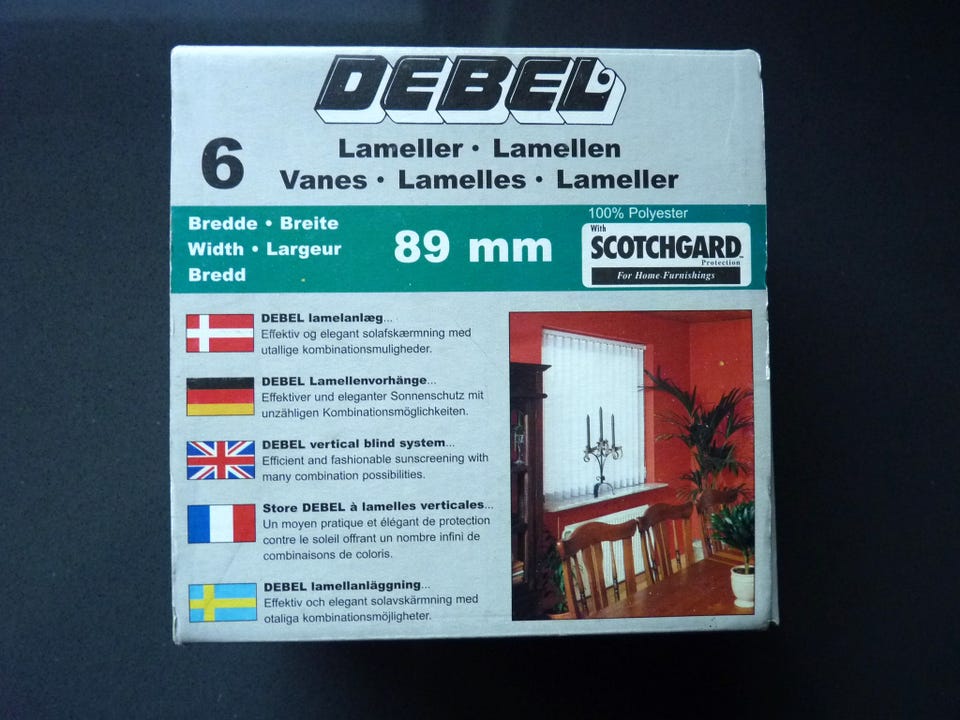 DEBEL
6
Lameller • Lamellen
Vanes • Lamelles • Lameller
Bredde • Breite
Width • Largeur
Bredd
89 mm
100% Polyester
With
SCOTCHGARD™
Protection
For Home-Furnishings
DEBEL lamelanlæg...
Effektiv og elegant solafskærmning med
utallige kombinationsmuligheder.
DEBEL Lamellenvorhänge...
Effektiver und eleganter Sonnenschutz mit
unzähligen Kombinationsmöglichkeiten.
DEBEL vertical blind system...
Efficient and fashionable sunscreening with
many combination possibilities.
Store DEBEL à lamelles verticales...
Un moyen pratique et élégant de protection
contre le soleil offrant un nombre infini de
combinaisons de coloris.
DEBEL lamellanläggning...
Effektiv och elegant solavskärmning med
otaliga kombinationsmöjligheter.